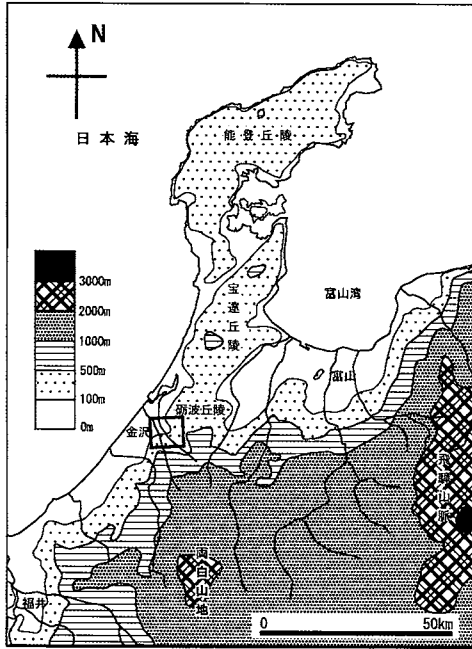 N
日本海
能登丘陵
宝達丘陵
富山湾
3000m
2000m
1000m
500m
100m
0m
富山
砺波丘陵
金沢
飛騨山脈
両白山地
福井
0 50km